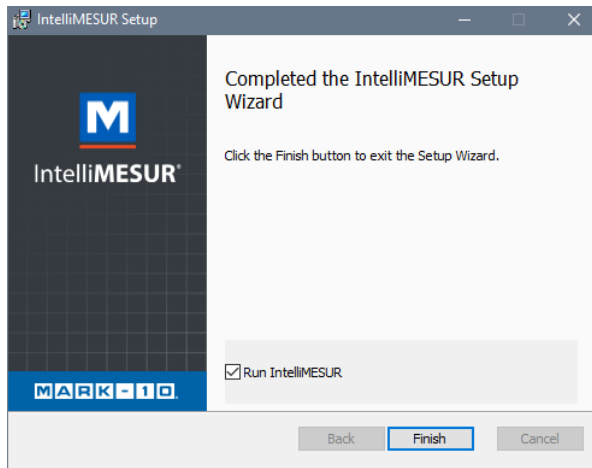 IntelliMESUR Setup
M
IntelliMESUR®
Completed the IntelliMESUR Setup
Wizard
Click the Finish button to exit the Setup Wizard.
Run IntelliMESUR
MARK-10.
Back
Finish
Cancel